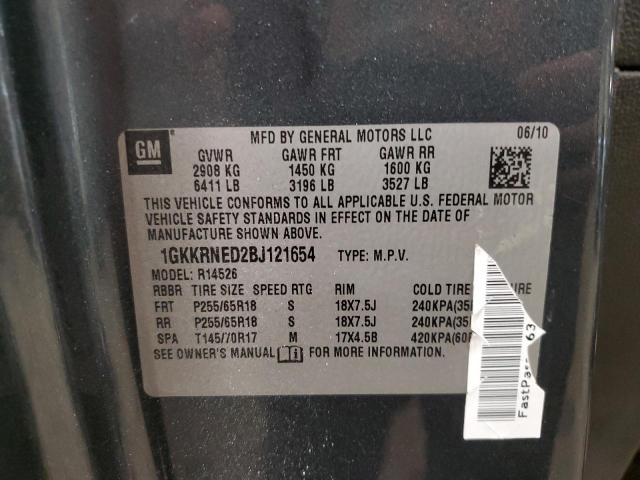 GM
MFD BY GENERAL MOTORS LLC 06/10
GVWR GAWR FRT GAWR RR
2908 KG 1450 KG 1600 KG
6411 LB 3196 LB 3527 LB
THIS VEHICLE CONFORMS TO ALL APPLICABLE U.S. FEDERAL MOTOR
VEHICLE SAFETY STANDARDS IN EFFECT ON THE DATE OF
MANUFACTURE SHOWN ABOVE.
1GKKRNED2BJ121654 TYPE: M.P.V.
MODEL: R14526
RBBR TIRE SIZE SPEED RTG RIM COLD TIRE
FRT P255/65R18 S 18X7.5J 240KPA(35
RR P255/65R18 S 18X7.5J 240KPA(35
SPA T145/70R17 M 17X4.5B 420KPA(60
SEE OWNER'S MANUAL FOR MORE INFORMATION.
FastPa 63